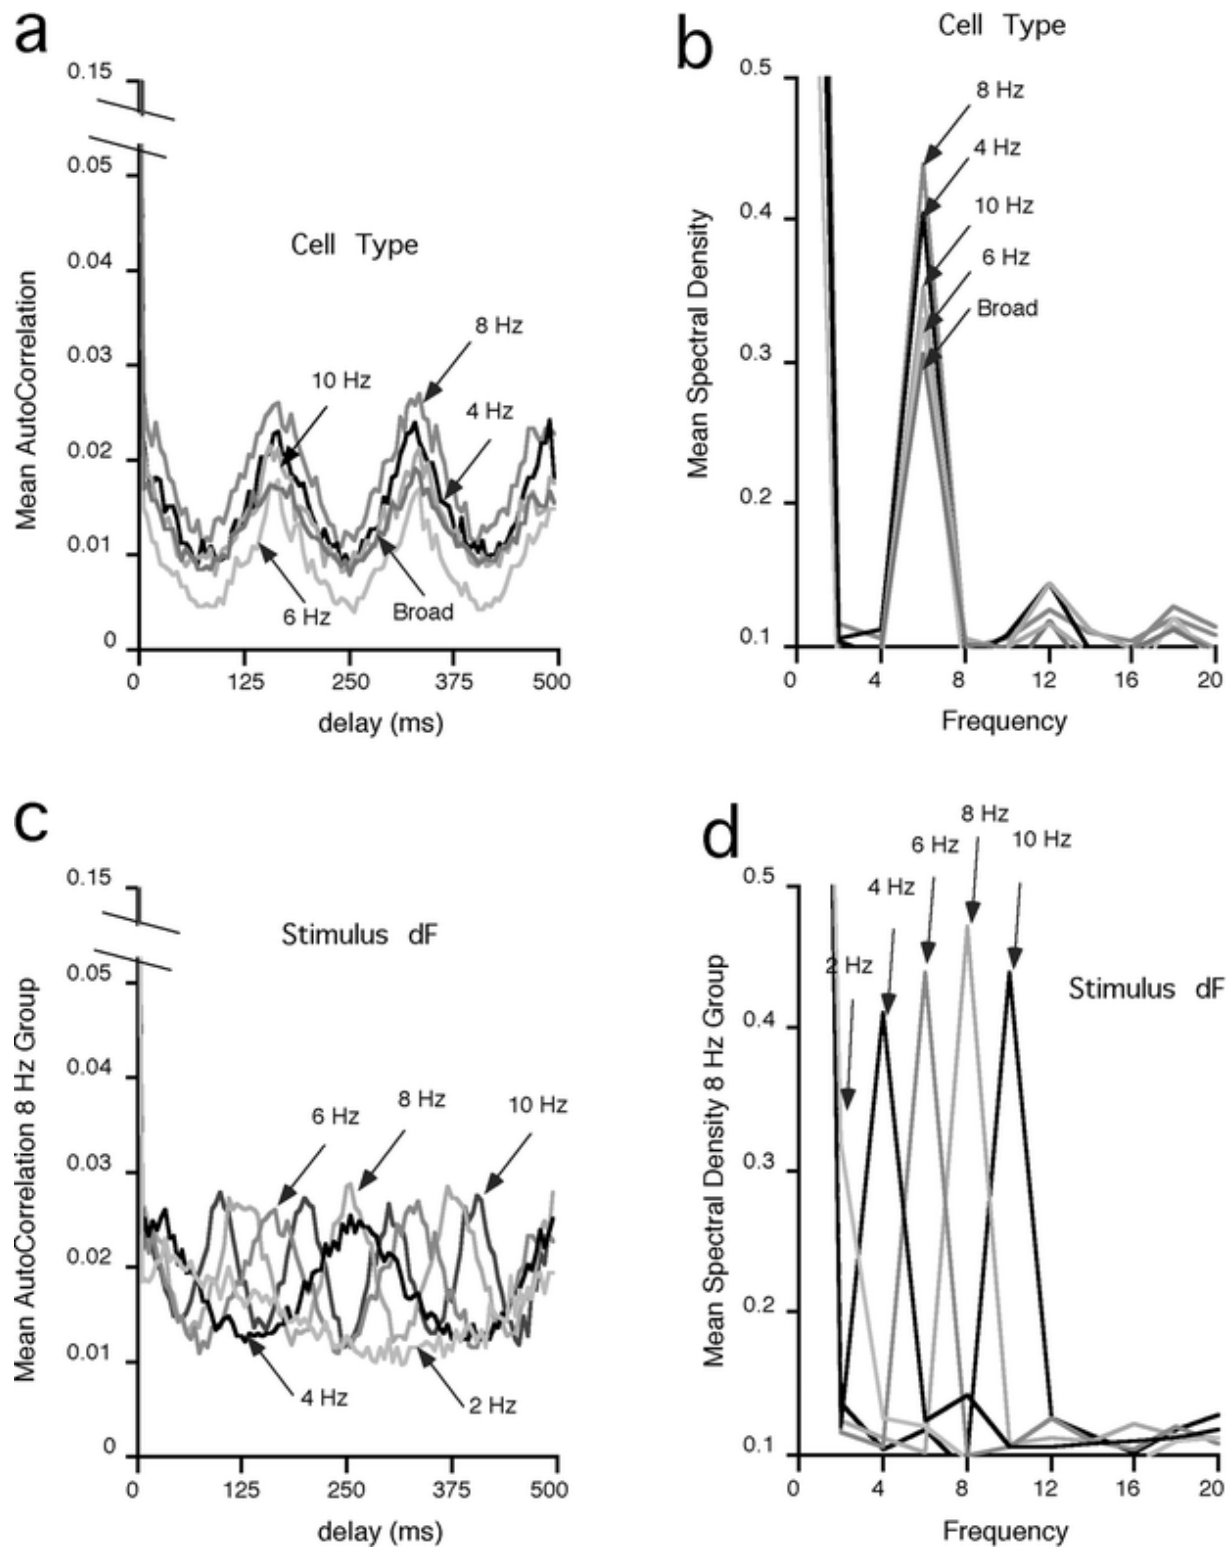 a
Cell Type
Mean AutoCorrelation
0.15
0.05
0.04
0.03
0.02
0.01
0
8 Hz
10 Hz
4 Hz
6 Hz
Broad
0 125 250 375 500
delay (ms)
b
Cell Type
Mean Spectral Density
0.5
0.4
0.3
0.2
0.1
8 Hz
4 Hz
10 Hz
6 Hz
Broad
0 4 8 12 16 20
Frequency
c
Stimulus dF
Mean AutoCorrelation 8 Hz Group
0.15
0.05
0.04
0.03
0.02
0.01
0
6 Hz
8 Hz
10 Hz
4 Hz
2 Hz
0 125 250 375 500
delay (ms)
d
Stimulus dF
Mean Spectral Density 8 Hz Group
0.5
0.4
0.3
0.2
0.1
2 Hz
4 Hz
6 Hz
8 Hz
10 Hz
0 4 8 12 16 20
Frequency